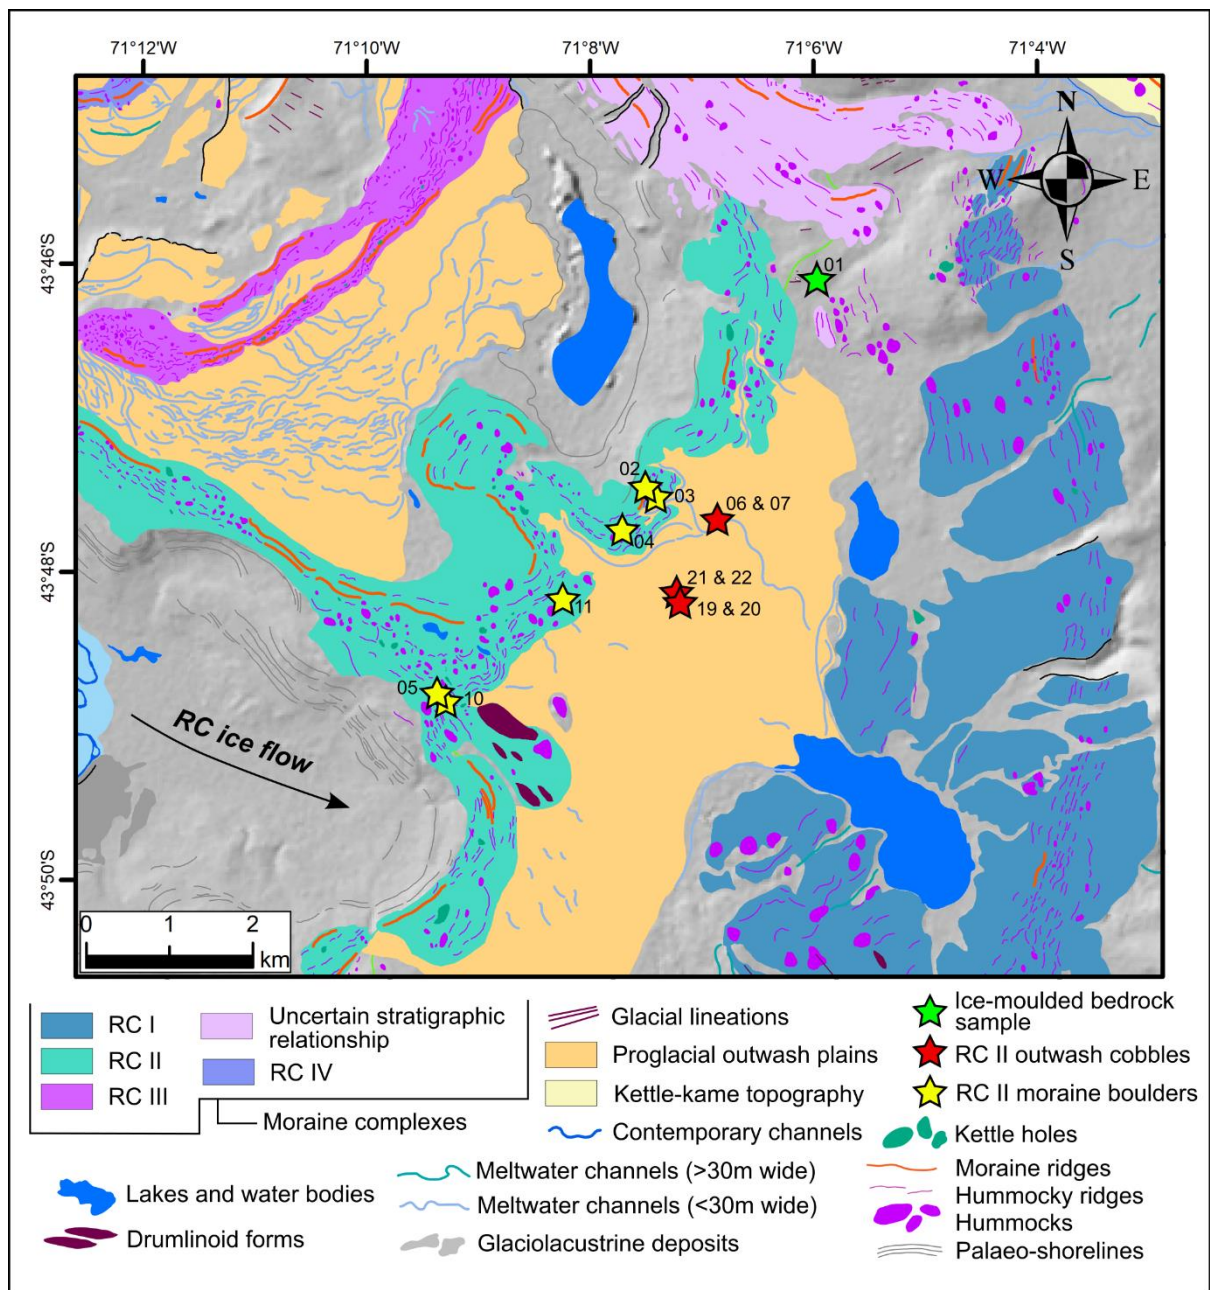 71°12'W 71°10'W 71°8'W 71°6'W 71°4'W
N
W E
S
43°46'S
01
02
03
06 & 07
04
43°48'S
21 & 22
19 & 20
11
05
10
RC ice flow
43°50'S
0 1 2
km
RC I
RC II
RC III
Uncertain stratigraphic
relationship
RC IV
Moraine complexes
Glacial lineations
Proglacial outwash plains
Kettle-kame topography
Contemporary channels
Ice-moulded bedrock
sample
RC II outwash cobbles
RC II moraine boulders
Kettle holes
Lakes and water bodies
Drumlinoid forms
Meltwater channels (>30m wide)
Meltwater channels (<30m wide)
Glaciolacustrine deposits
Moraine ridges
Hummocky ridges
Hummocks
Palaeo-shorelines